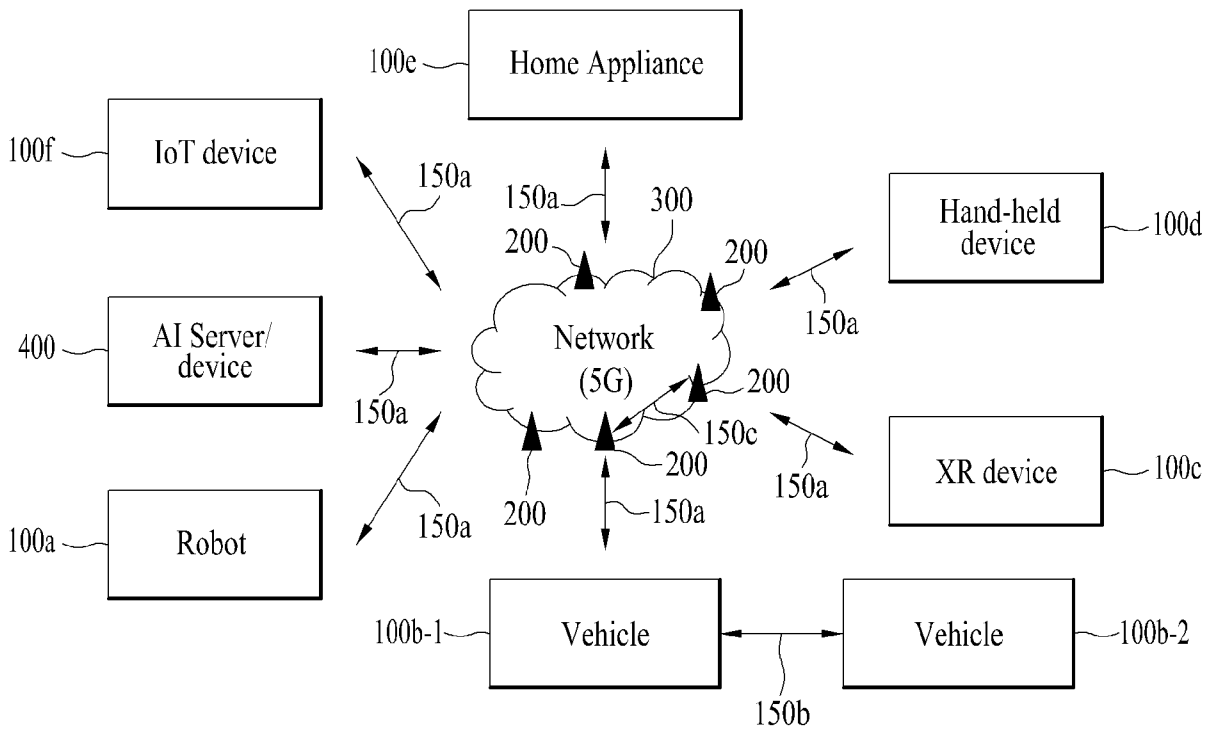 100e
Home Appliance
100f
IoT device
150a
150a
300
200
200
Hand-held
device
100d
150a
400
AI Server/
device
150a
Network
(5G)
200
150c
200
200
150a
150a
150a
XR device
100c
100a
Robot
100b-1
Vehicle
Vehicle
100b-2
150b